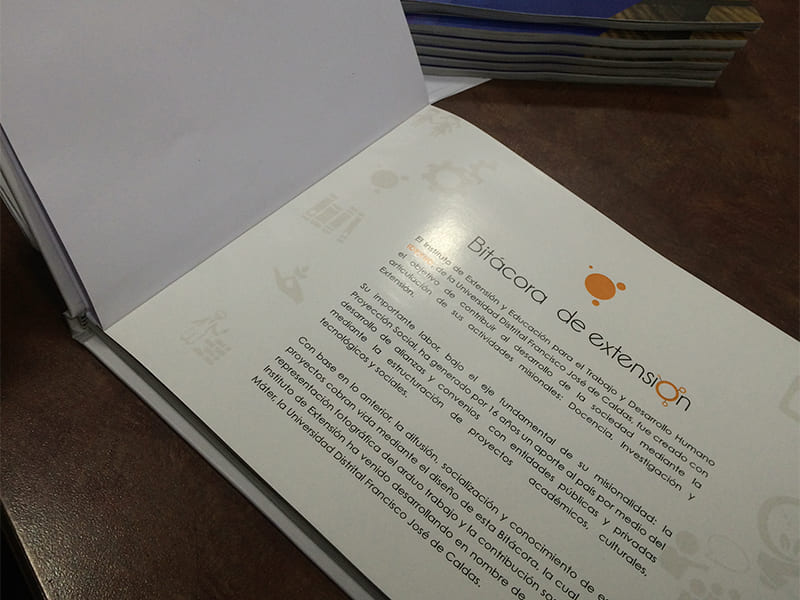 Bitácora de extensión
El Instituto de Extensión y Educación para el Trabajo y Desarrollo Humano
IDEXUD, de la Universidad Distrital Francisco José de Caldas, fue creado con
el objetivo de contribuir al desarrollo de la sociedad mediante la
articulación de sus actividades misionales: Docencia, Investigación y
Extensión.
Su importante labor, bajo el eje fundamental de su misionalidad: la
Proyección Social, ha generado por 16 años un aporte al país por medio del
desarrollo de alianzas y convenios con entidades públicas y privadas
mediante la estructuración de proyectos académicos, culturales,
tecnológicos y sociales.
Con base en lo anterior, la difusión, socialización y conocimiento de
proyectos cobran vida mediante el diseño de esta Bitácora, la cual
representación fotográfica del arduo trabajo y la contribución
Instituto de Extensión ha venido desarrollando en nombre de
Máter, la Universidad Distrital Francisco José de Caldas.